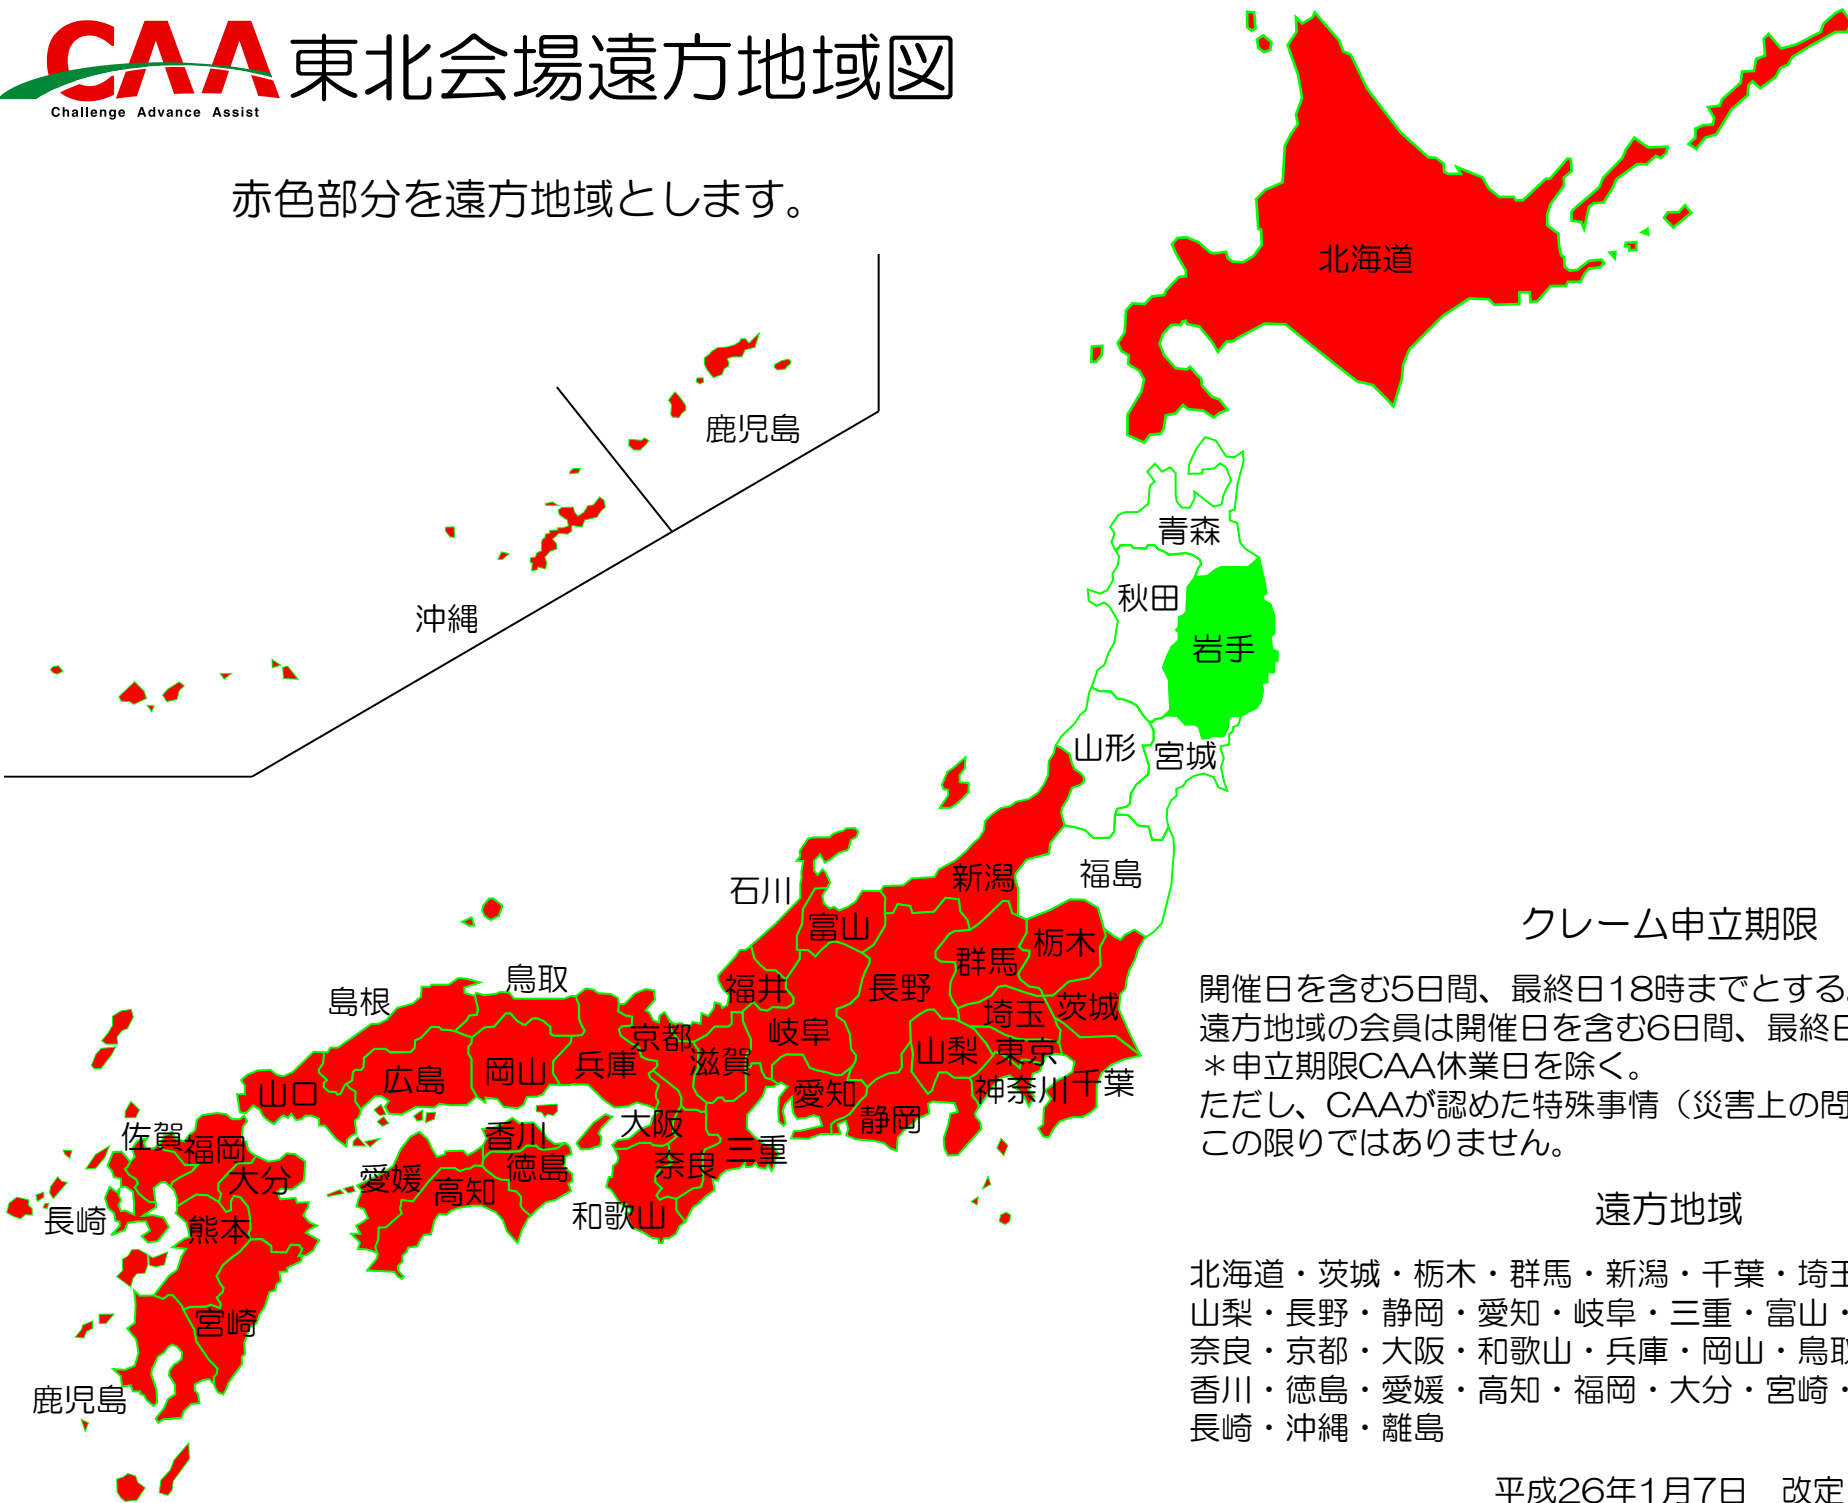 CAA 東北会場遠方地域図
Challenge Advance Assist
赤色部分を遠方地域とします。
北海道
鹿児島
青森
秋田
沖縄
岩手
山形
宮城
福島
石川
新潟
富山
栃木
群馬
鳥取
島根
福井
長野
茨城
埼玉
岐阜
京都
滋賀
山梨
東京
岡山
兵庫
広島
山口
愛知
神奈川
千葉
静岡
大阪
香川
佐賀
福岡
三重
奈良
徳島
大分
愛媛
高知
長崎
熊本
和歌山
宮崎
鹿児島
クレーム申立期限
開催日を含む5日間、最終日18時までとする
遠方地域の会員は開催日を含む6日間、最終日
＊申立期限CAA休業日を除く。
ただし、CAAが認めた特殊事情（災害上の問
この限りではありません。
遠方地域
北海道・茨城・栃木・群馬・新潟・千葉・埼玉
山梨・長野・静岡・愛知・岐阜・三重・富山・
奈良・京都・大阪・和歌山・兵庫・岡山・鳥取
香川・徳島・愛媛・高知・福岡・大分・宮崎・
長崎・沖縄・離島
平成26年1月7日　改定